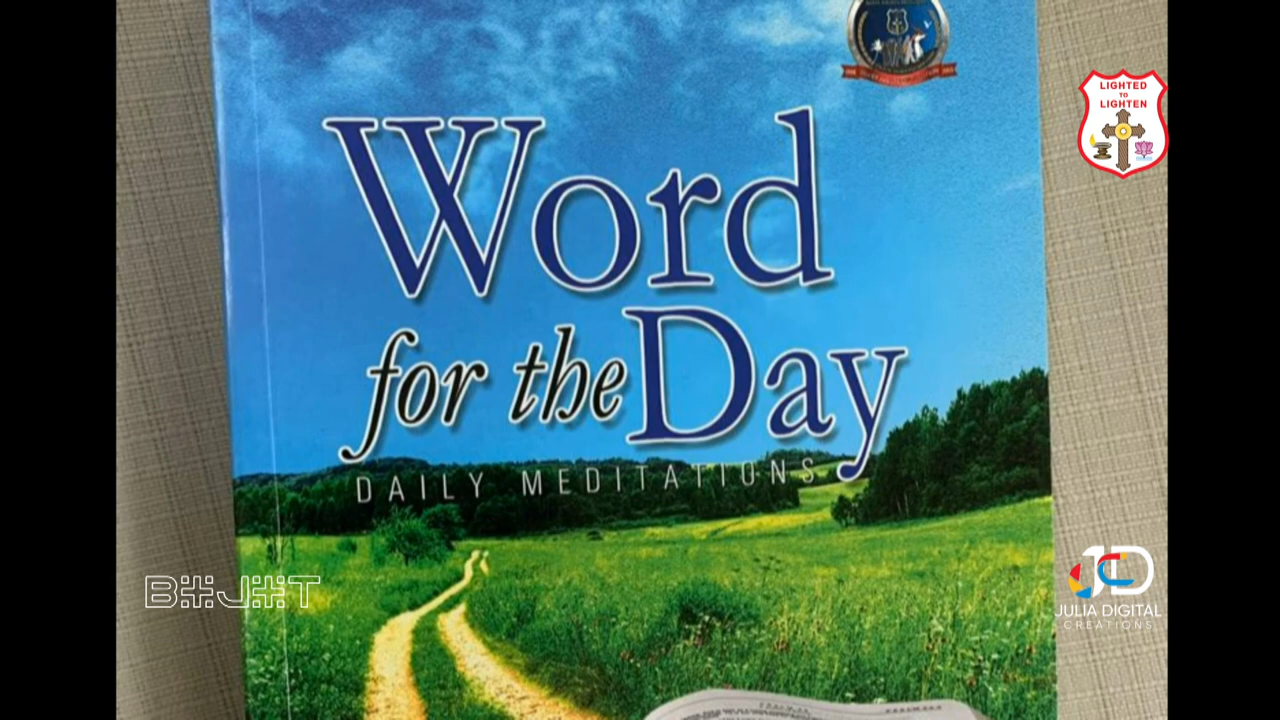 LIGHTED
TO
LIGHTEN
Word
for the Day
DAILY MEDITATIONS
JULIA DIGITAL
CREATIONS